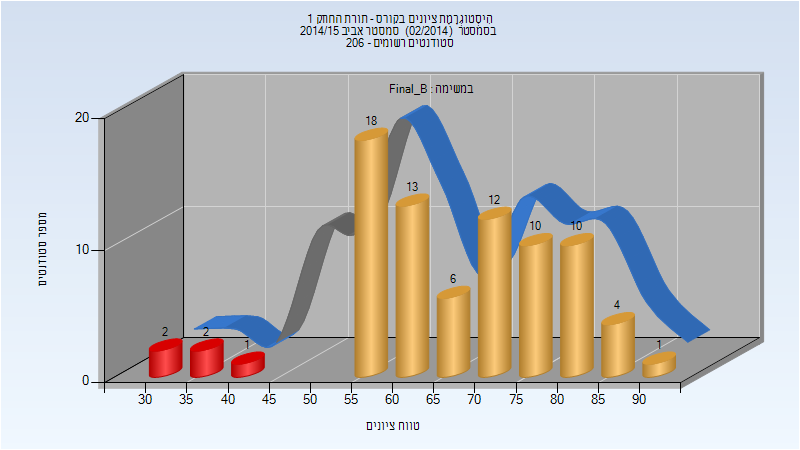 היסטוגרמת ציונים בקורס - תורת החוזק 1
בסמסטר (02/2014) סמסטר אביב 2014/15
סטודנטים רשומים - 206
במשימה : Final_B
מספר סטודנטים
20
10
0
2
2
1
18
13
6
12
10
10
4
1
30 35 40 50 55 60 65 70 75 80 85 90
טווח ציונים